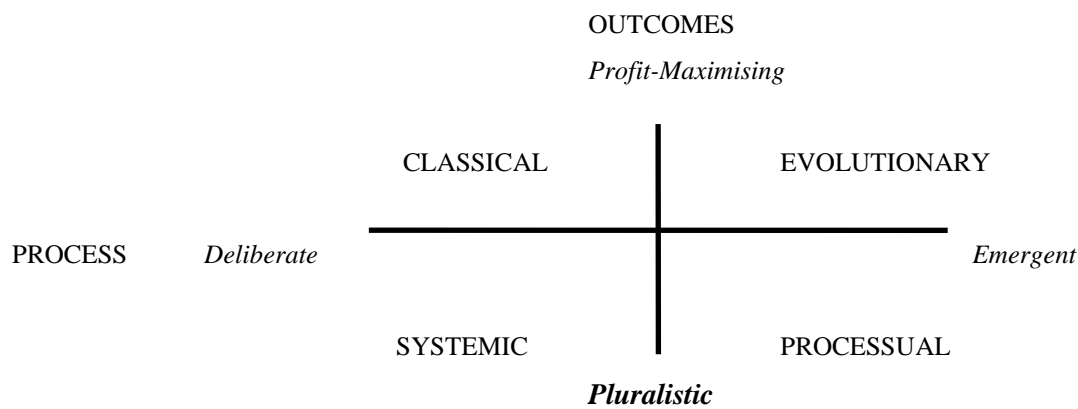 OUTCOMES
Profit-Maximising
CLASSICAL EVOLUTIONARY
PROCESS Deliberate Emergent
SYSTEMIC PROCESSUAL
Pluralistic